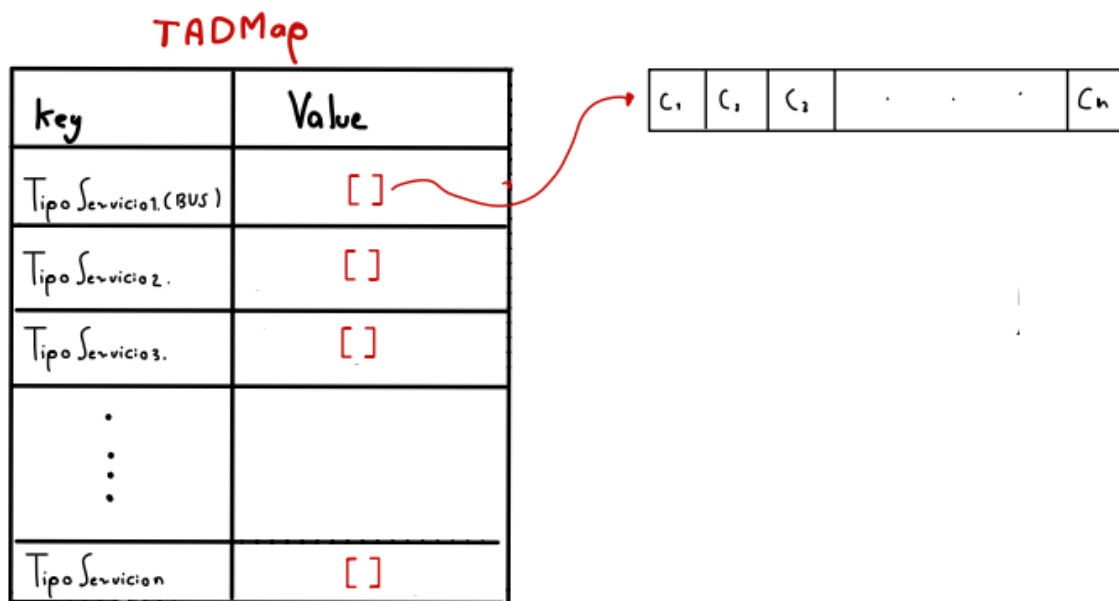 TADMap
key Value
Tipo Servicio1.(BUS) []
Tipo Servicio2. []
Tipo Servicio3. []
Tipo Servicion []
C1 C2 C3 . . . Cn